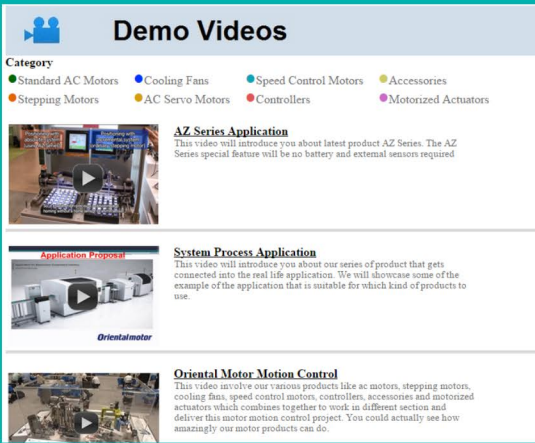 Demo Videos
Category
Standard AC Motors Cooling Fans Speed Control Motors Accessories
Stepping Motors AC Servo Motors Controllers Motorized Actuators
AZ Series Application
This video will introduce you about latest product AZ Series. The AZ
Series special feature will be no battery and external sensors required
Positioning with
Positioning with
System Process Application
This video will introduce you about our series of product that gets
connected into the real life application. We will showcase some of the
example of the application that is suitable for which kind of products to
use.
Application Proposal
Orientalmotor
Oriental Motor Motion Control
This video involve our various products like ac motors, stepping motors,
cooling fans, speed control motors, controllers, accessories and motorized
actuators which combines together to work in different section and
deliver this motor motion control project. You could actually see how
amazingly our motor products can do.